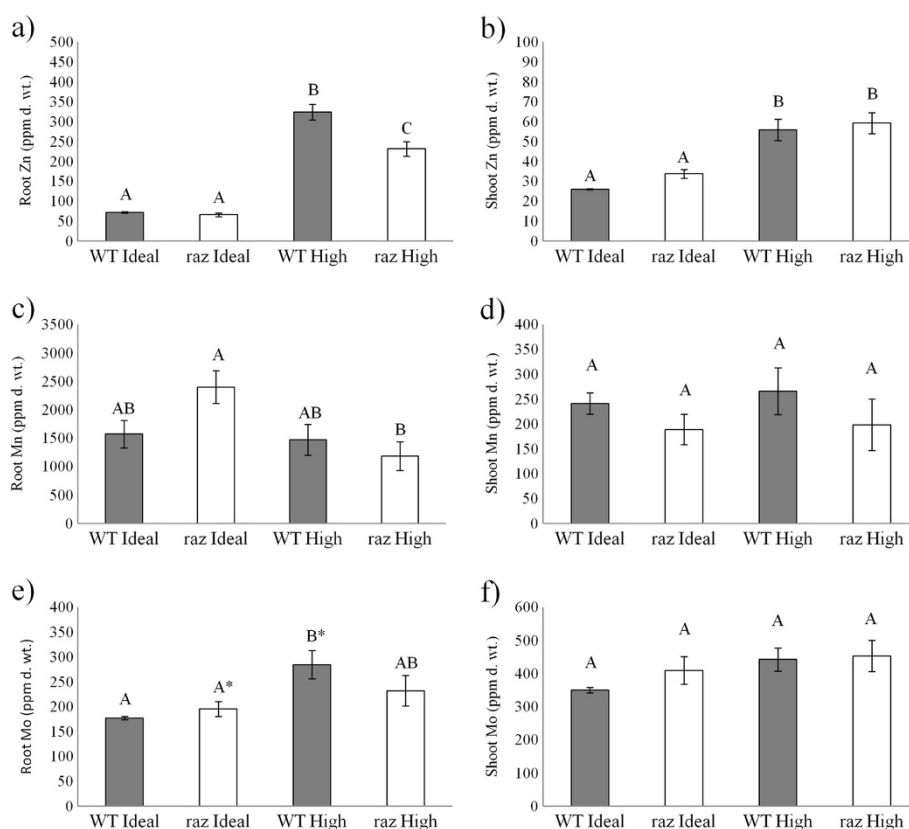 a)
Root Zn (ppm d. wt.)
500
450
400
350
300
250
200
150
100
50
0
A
A
B
C
WT Ideal
raz Ideal
WT High
raz High
b)
Shoot Zn (ppm d. wt.)
100
90
80
70
60
50
40
30
20
10
0
A
A
B
B
WT Ideal
raz Ideal
WT High
raz High
c)
Root Mn (ppm d. wt.)
3500
3000
2500
2000
1500
1000
500
0
AB
A
AB
B
WT Ideal
raz Ideal
WT High
raz High
d)
Shoot Mn (ppm d. wt.)
400
350
300
250
200
150
100
50
0
A
A
A
A
WT Ideal
raz Ideal
WT High
raz High
e)
Root Mo (ppm d. wt.)
400
350
300
250
200
150
100
50
0
A
A*
B*
AB
WT Ideal
raz Ideal
WT High
raz High
f)
Shoot Mo (ppm d. wt.)
600
500
400
300
200
100
0
A
A
A
A
WT Ideal
raz Ideal
WT High
raz High